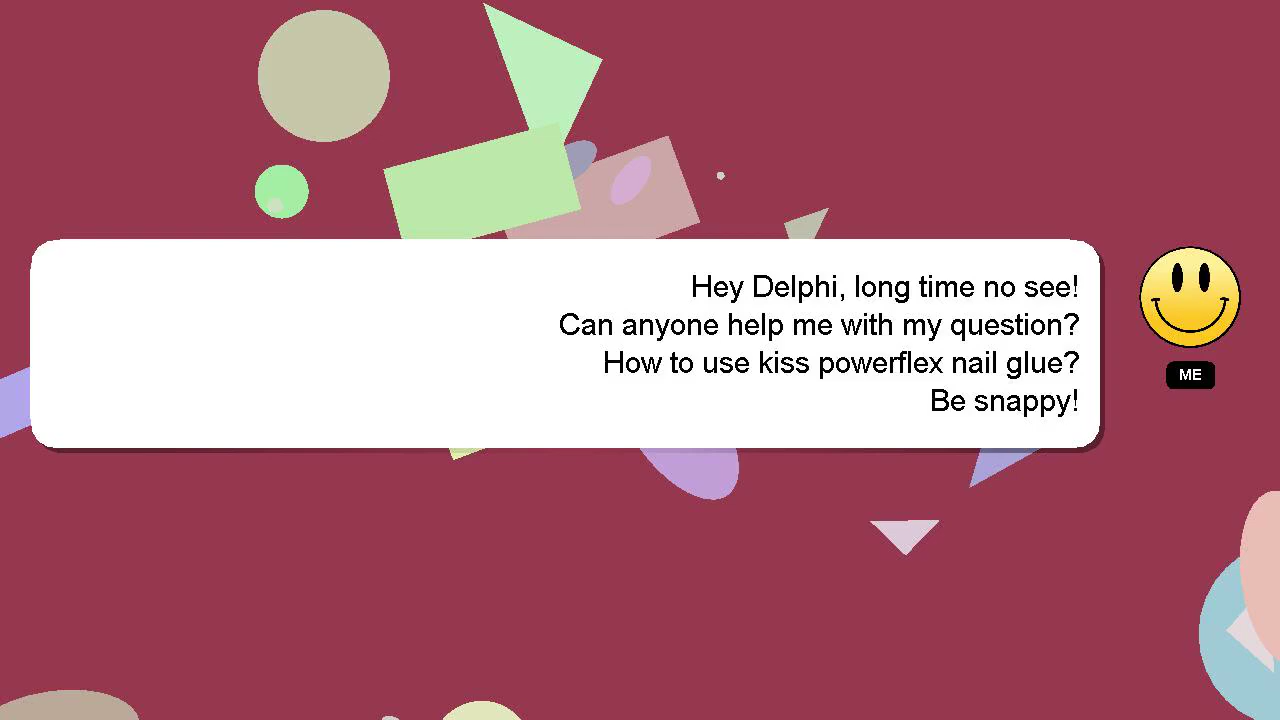 Hey Delphi, long time no see!
Can anyone help me with my question?
How to use kiss powerflex nail glue?
Be snappy!
ME